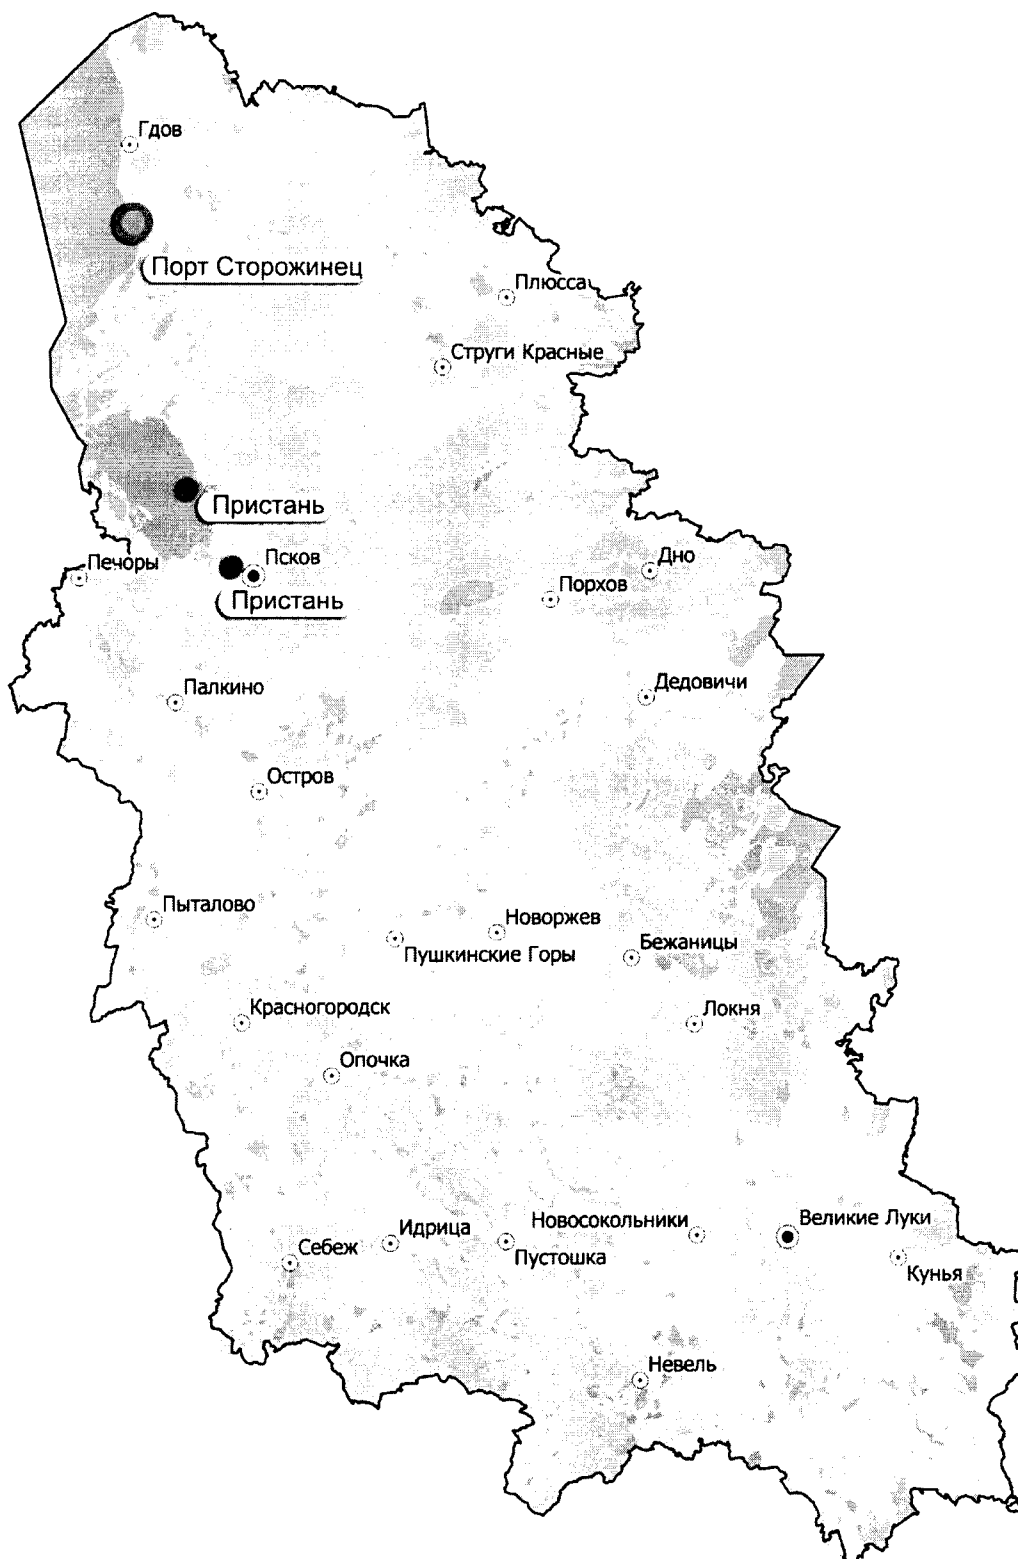 Гдов
Порт Сторожинец
Плюсса
Струги Красные
Пристань
Псков
Печоры
Дно
Порхов
Пристань
Палкино
Дедовичи
Остров
Пыталово
Новоржев
Пушкинские Горы
Бежаницы
Красногородск
Локня
Опочка
Новосокольники
Великие Луки
Идрица
Себеж
Пустошка
Кунья
Невель